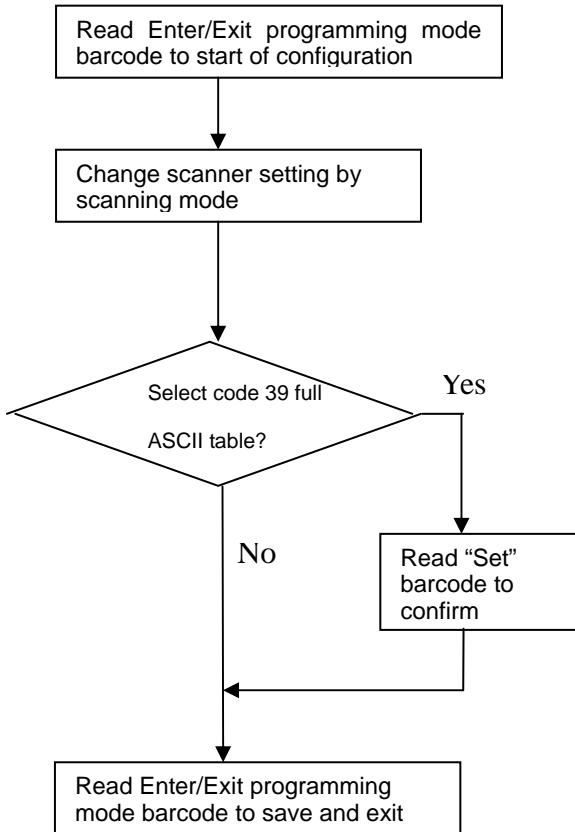 Read Enter/Exit programming mode
barcode to start of configuration
Change scanner setting by
scanning mode
Select code 39 full
ASCII table?
Yes
No
Read “Set”
barcode to
confirm
Read Enter/Exit programming
mode barcode to save and exit